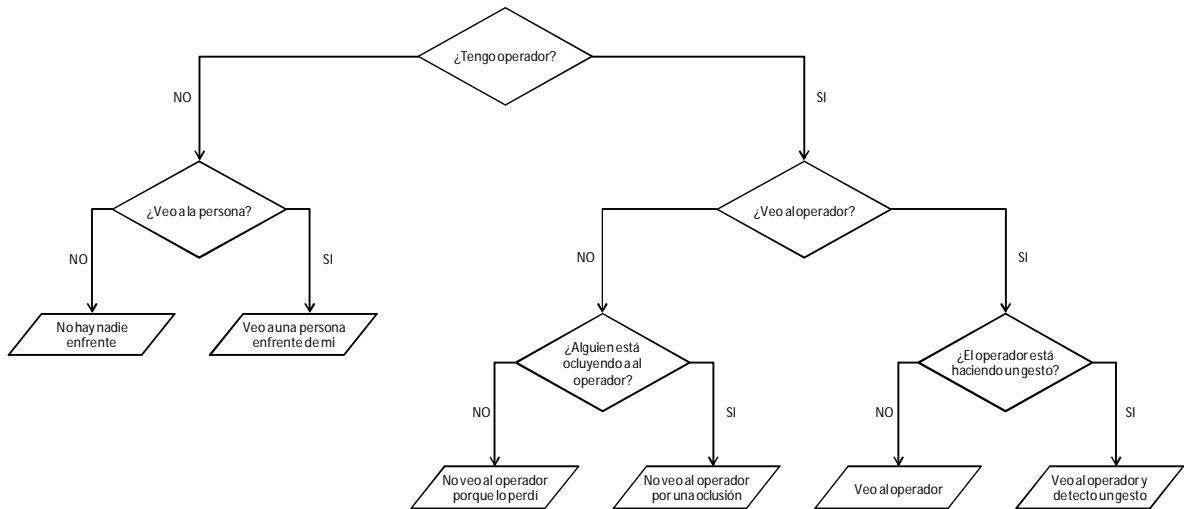 ¿Tengo operador?
NO
SI
¿Veo a la persona?
¿Veo al operador?
NO
SI
NO
SI
No hay nadie
enfrente
Veo a una persona
enfrente de mi
¿Alguien está
ocluyendo a al
operador?
¿El operador está
haciendo un gesto?
NO
SI
NO
SI
No veo al operador
porque lo perdí
No veo al operador
por una oclusión
Veo al operador
Veo al operador y
detecto un gesto